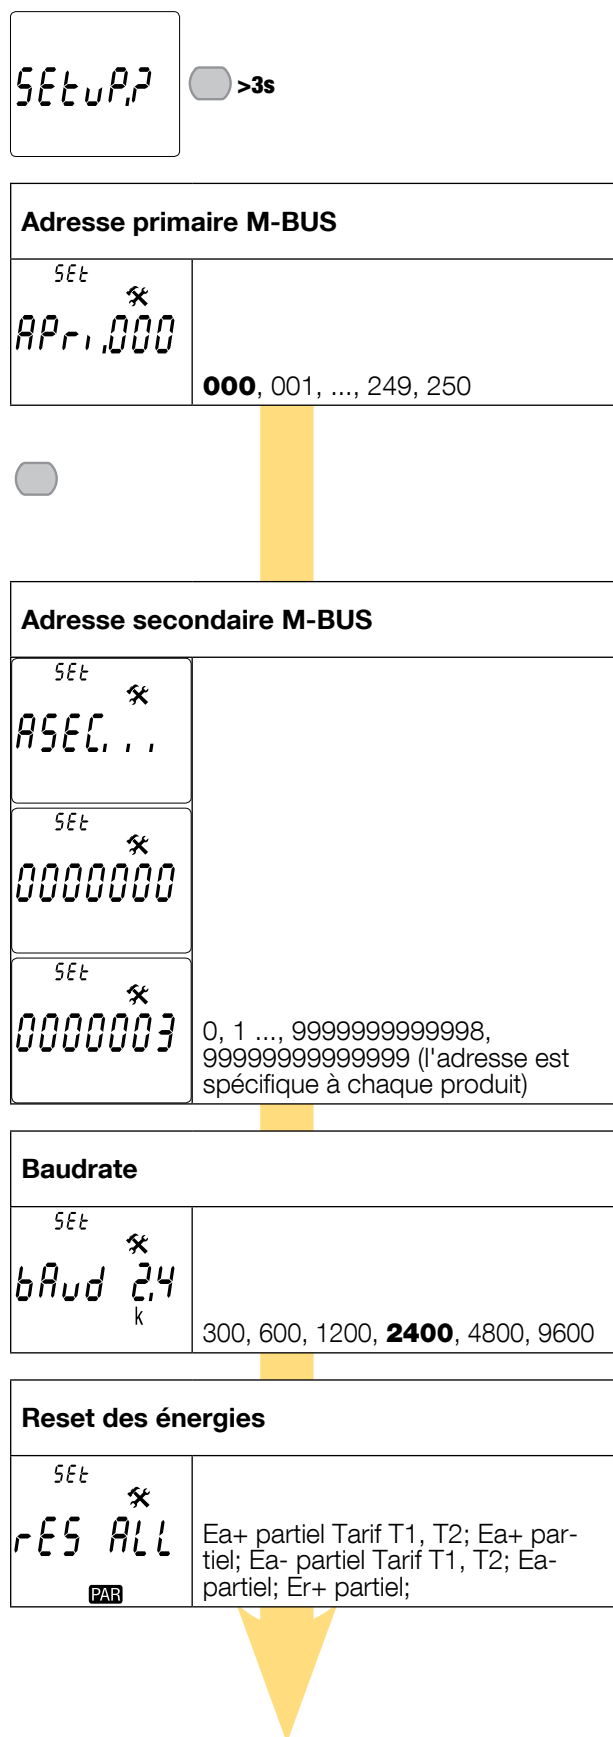 SEtuP.?
>3s
Adresse primaire M-BUS
SEt
APri.000
000, 001, ..., 249, 250
Adresse secondaire M-BUS
SEt
ASEC...
SEt
0000000
SEt
0000003
0, 1 ..., 9999999999998,
99999999999999 (l'adresse est
spécifique à chaque produit)
Baudrate
SEt
bAud 2.4
k
300, 600, 1200, 2400, 4800, 9600
Reset des énergies
SEt
rES ALL
PAR
Ea+ partiel Tarif T1, T2; Ea+ par-
tiel; Ea- partiel Tarif T1, T2; Ea-
partiel; Er+ partiel;